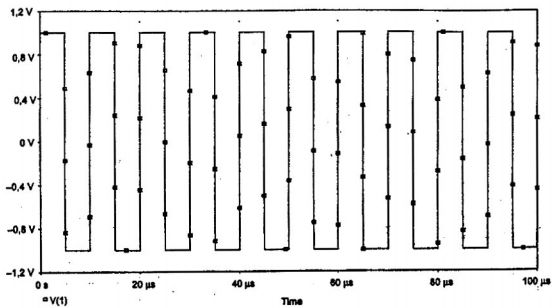 1,2 V
0,8 V
0,4 V
0 V
–0,4 V
–0,8 V
–1,2 V
0 s 20 µs 40 µs 60 µs 80 µs 100 µs
V(1) Time